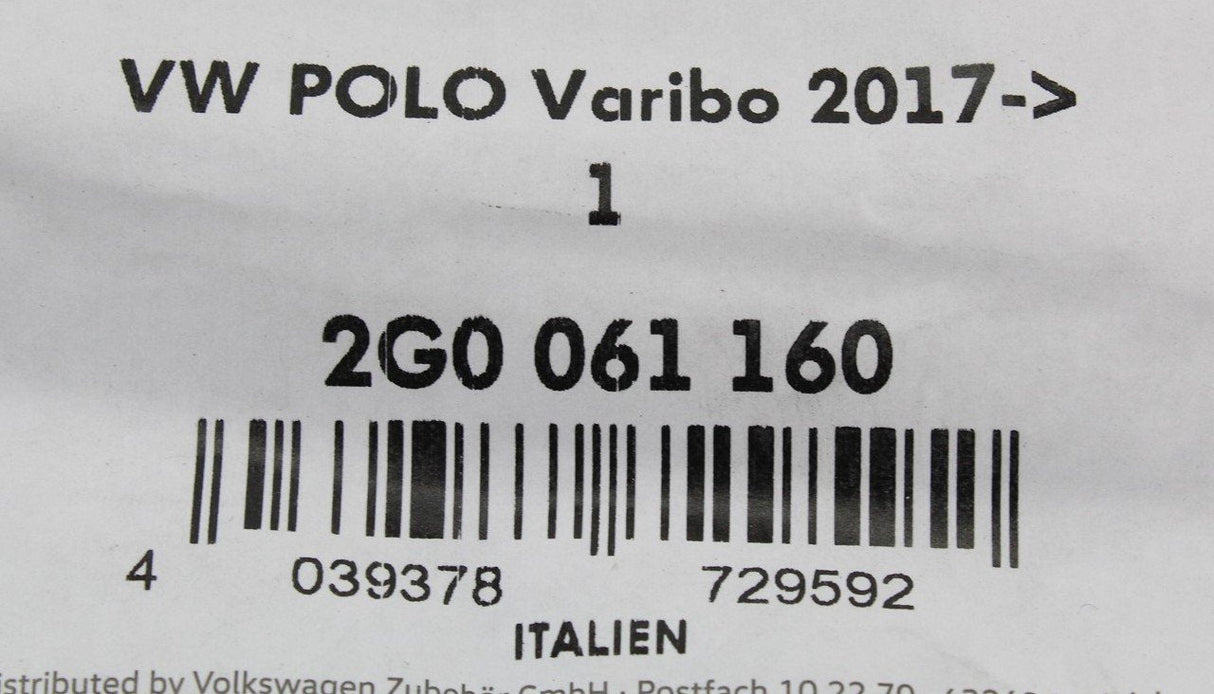 VW POLO Varibo 2017->
1
2G0 061 160
4 039378 729592
ITALIEN
distributed by Volkswagen Zubehör GmbH · Postfach 10 22 70 ·